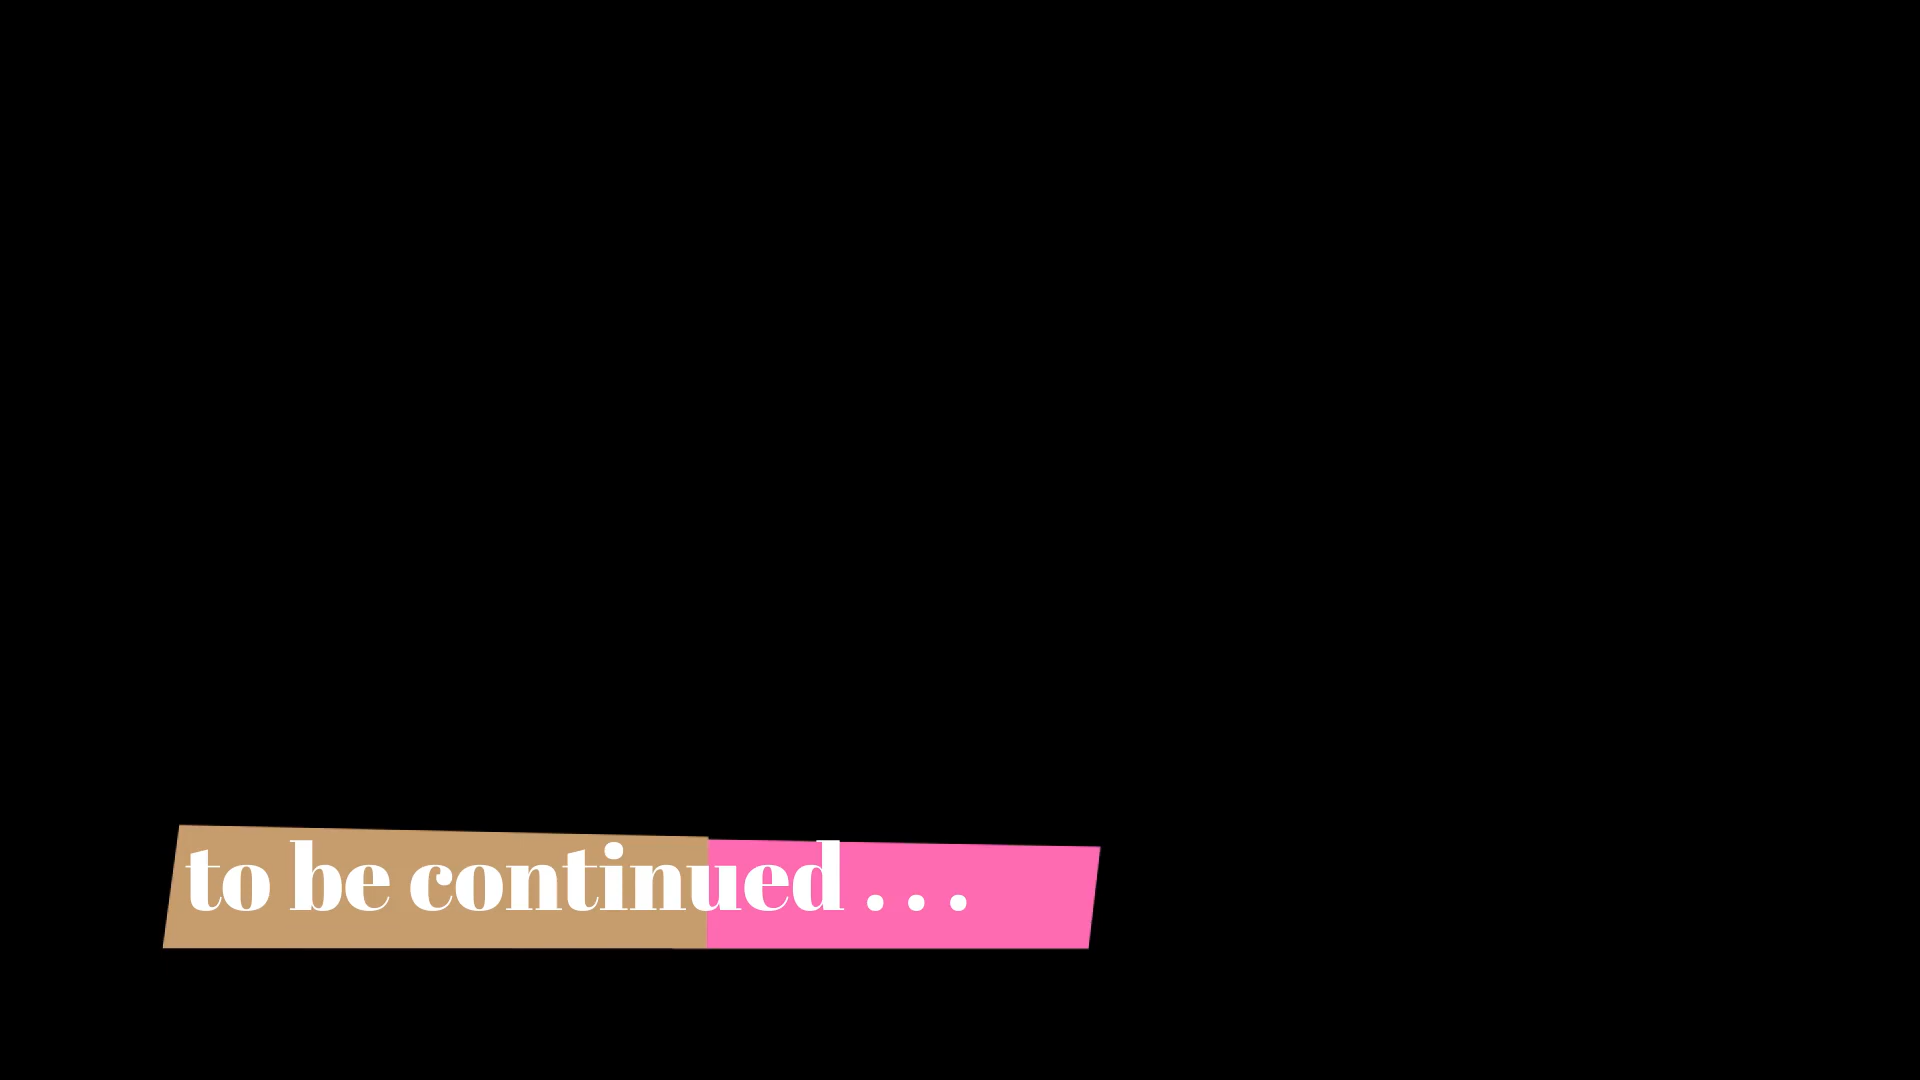 to be continued . . .